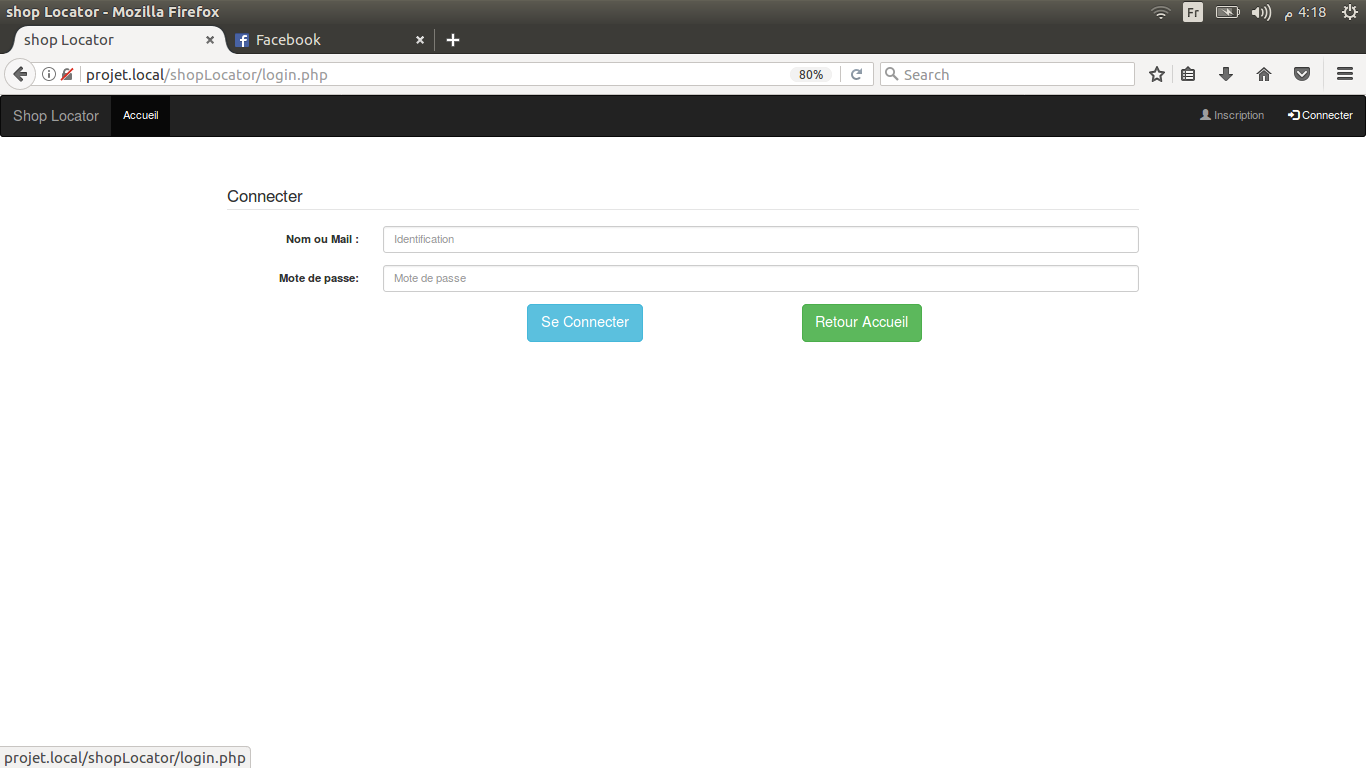 shop Locator - Mozilla Firefox
Fr
4:18 م
shop Locator
Facebook
projet.local/shopLocator/login.php
80%
Search
Shop Locator
Accueil
Inscription
Connecter
Connecter
Nom ou Mail :
Identification
Mote de passe:
Mote de passe
Se Connecter
Retour Accueil
projet.local/shopLocator/login.php